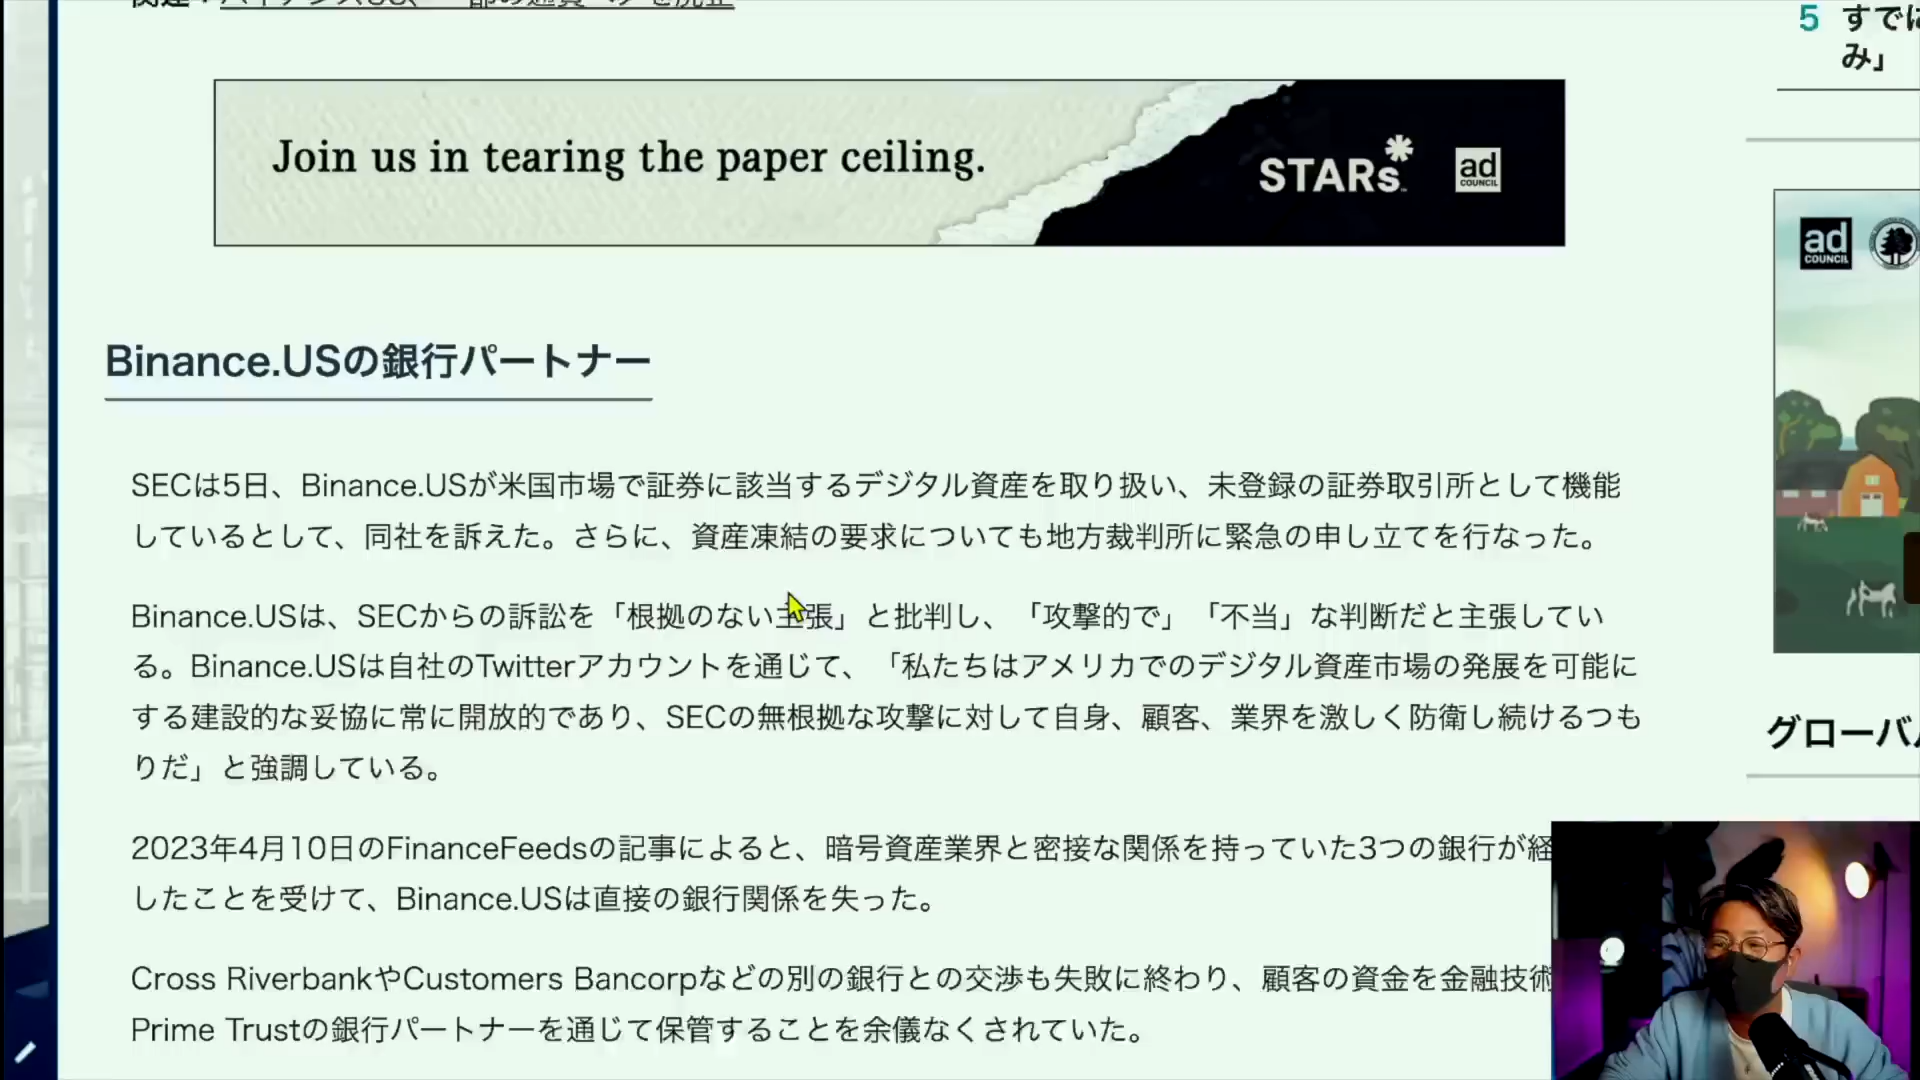 5 すでに
み」
Join us in tearing the paper ceiling.
STARs
ad COUNCIL
ad
COUNCIL
Binance.USの銀行パートナー
SECは5日、Binance.USが米国市場で証券に該当するデジタル資産を取り扱い、未登録の証券取引所として機能
しているとして、同社を訴えた。さらに、資産凍結の要求についても地方裁判所に緊急の申し立てを行なった。
Binance.USは、SECからの訴訟を「根拠のない主張」と批判し、「攻撃的で」「不当」な判断だと主張してい
る。Binance.USは自社のTwitterアカウントを通じて、「私たちはアメリカでのデジタル資産市場の発展を可能に
する建設的な妥協に常に開放的であり、SECの無根拠な攻撃に対して自身、顧客、業界を激しく防衛し続けるつも
りだ」と強調している。
グローバル
2023年4月10日のFinanceFeedsの記事によると、暗号資産業界と密接な関係を持っていた3つの銀行が経
したことを受けて、Binance.USは直接の銀行関係を失った。
Cross RiverbankやCustomers Bancorpなどの別の銀行との交渉も失敗に終わり、顧客の資金を金融技術
Prime Trustの銀行パートナーを通じて保管することを余儀なくされていた。